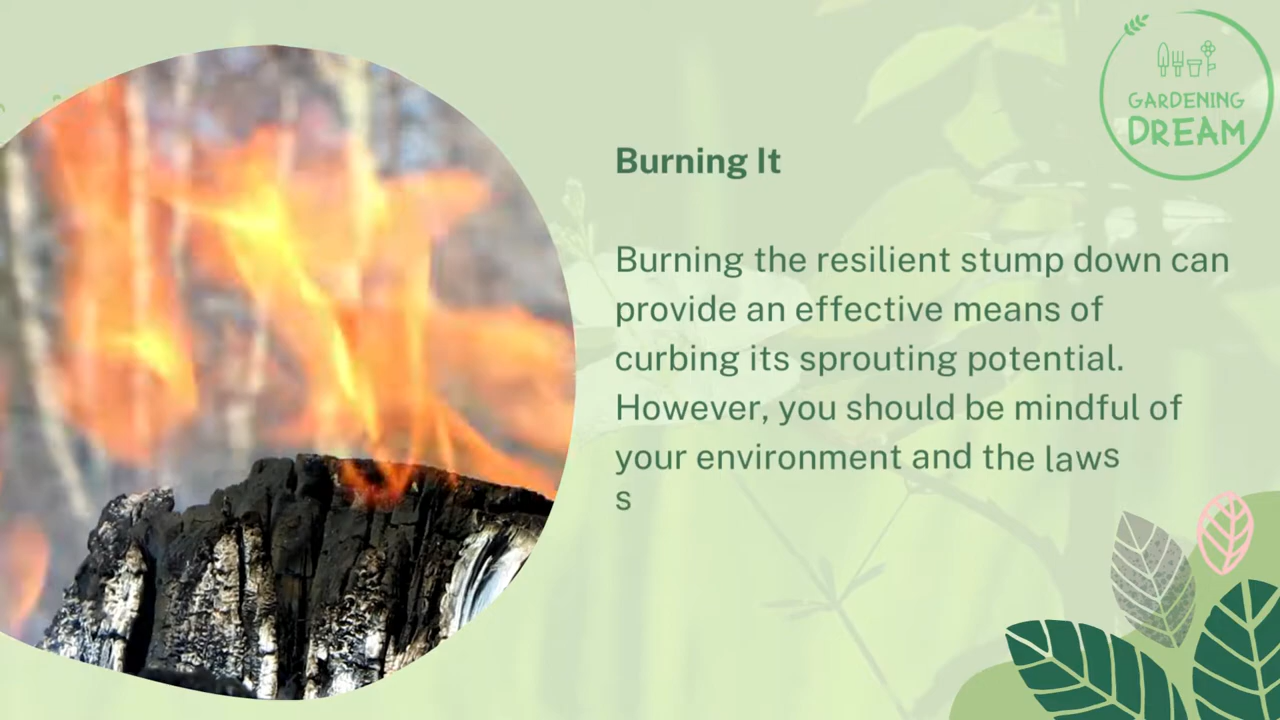 GARDENING
DREAM
Burning It
Burning the resilient stump down can
provide an effective means of
curbing its sprouting potential.
However, you should be mindful of
your environment and the laws
s